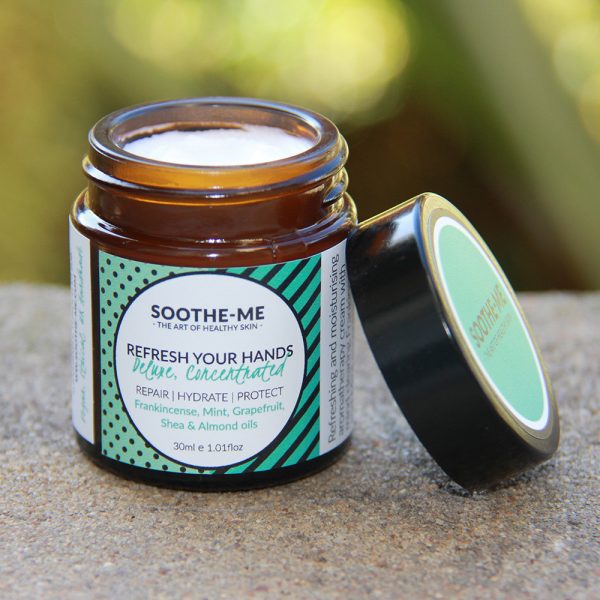 SOOTHE-ME
- THE ART OF HEALTHY SKIN -
REFRESH YOUR HANDS
Deluxe, Concentrated
REPAIR | HYDRATE | PROTECT
Frankincense, Mint, Grapefruit,
Shea & Almond oils
30ml e 1.01floz
Refreshing and moisturising
aromatherapy cream with
SOOTHE-ME